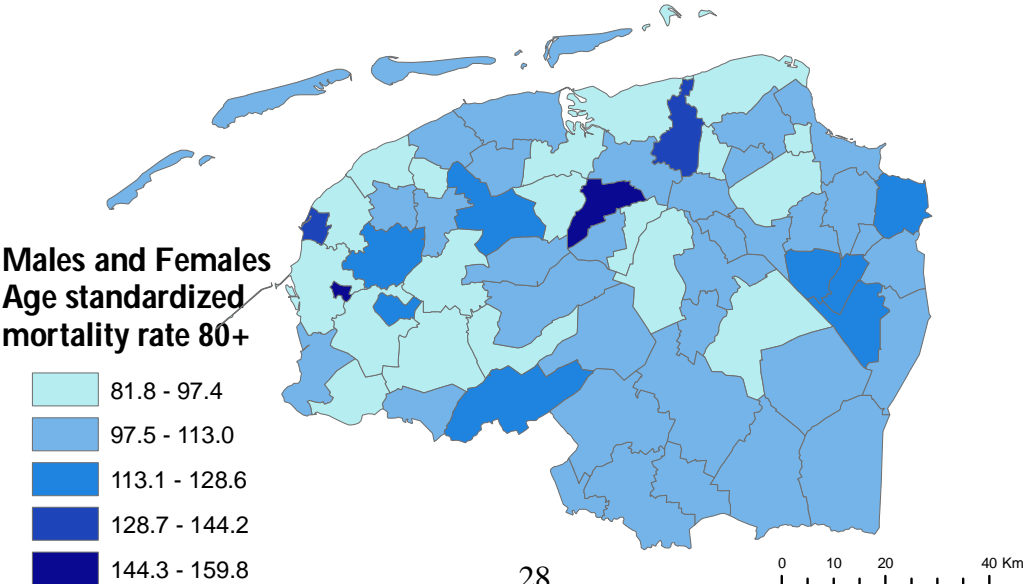 Males and Females
Age standardized
mortality rate 80+
81.8 - 97.4
97.5 - 113.0
113.1 - 128.6
128.7 - 144.2
144.3 - 159.8
28
0 10 20 40 Km